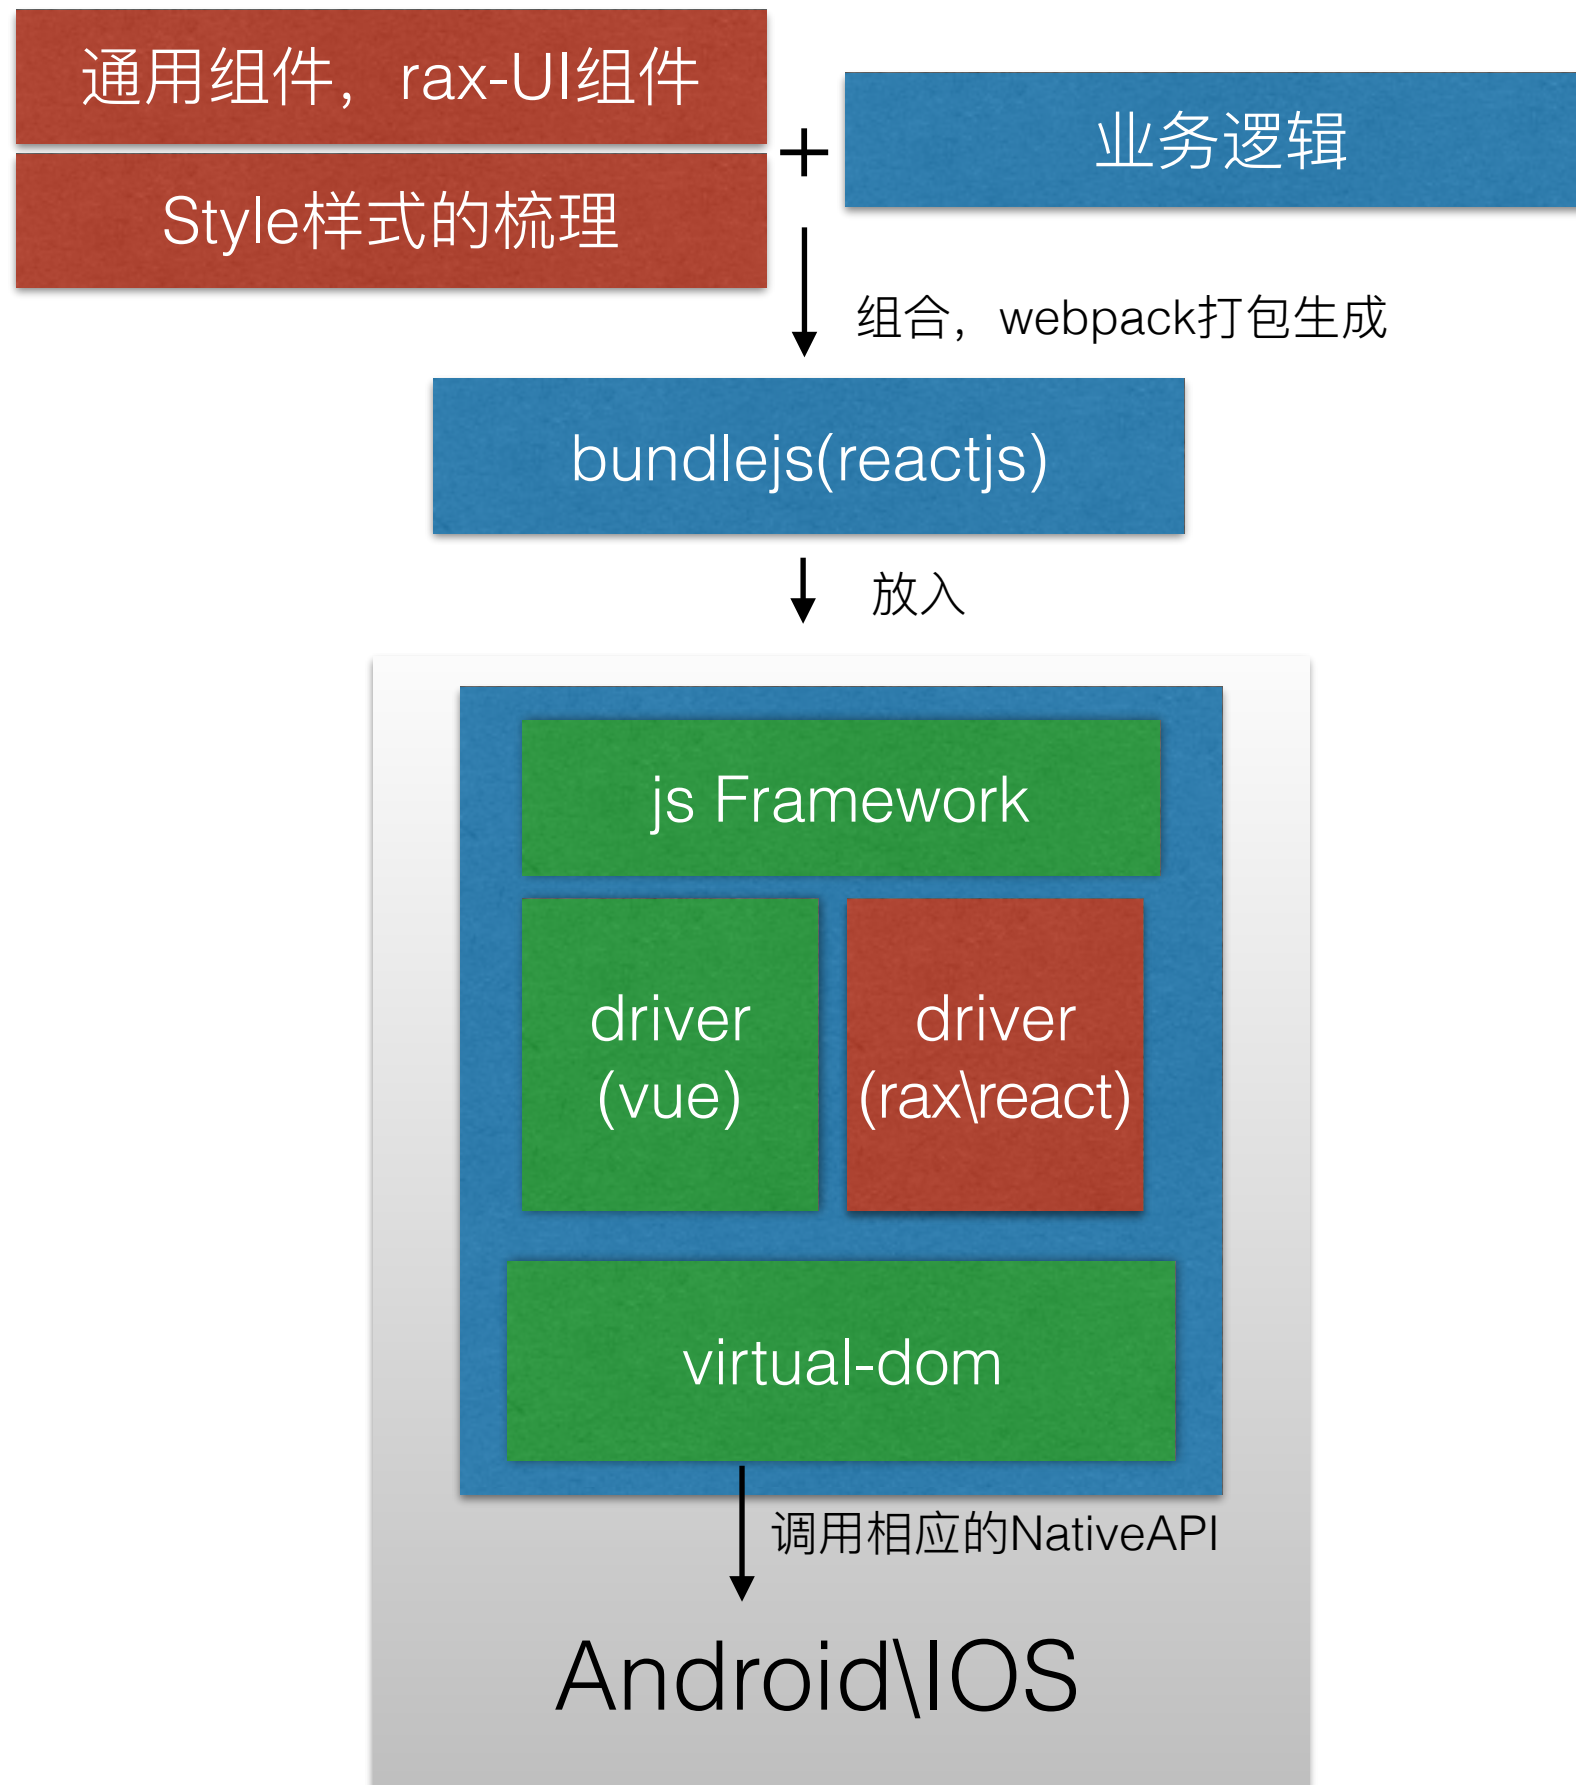 通用组件，rax-UI组件
Style样式的梳理
+
业务逻辑
组合，webpack打包生成
bundlejs(reactjs)
放入
js Framework
driver
(vue)
driver
(rax\react)
virtual-dom
调用相应的NativeAPI
Android\IOS